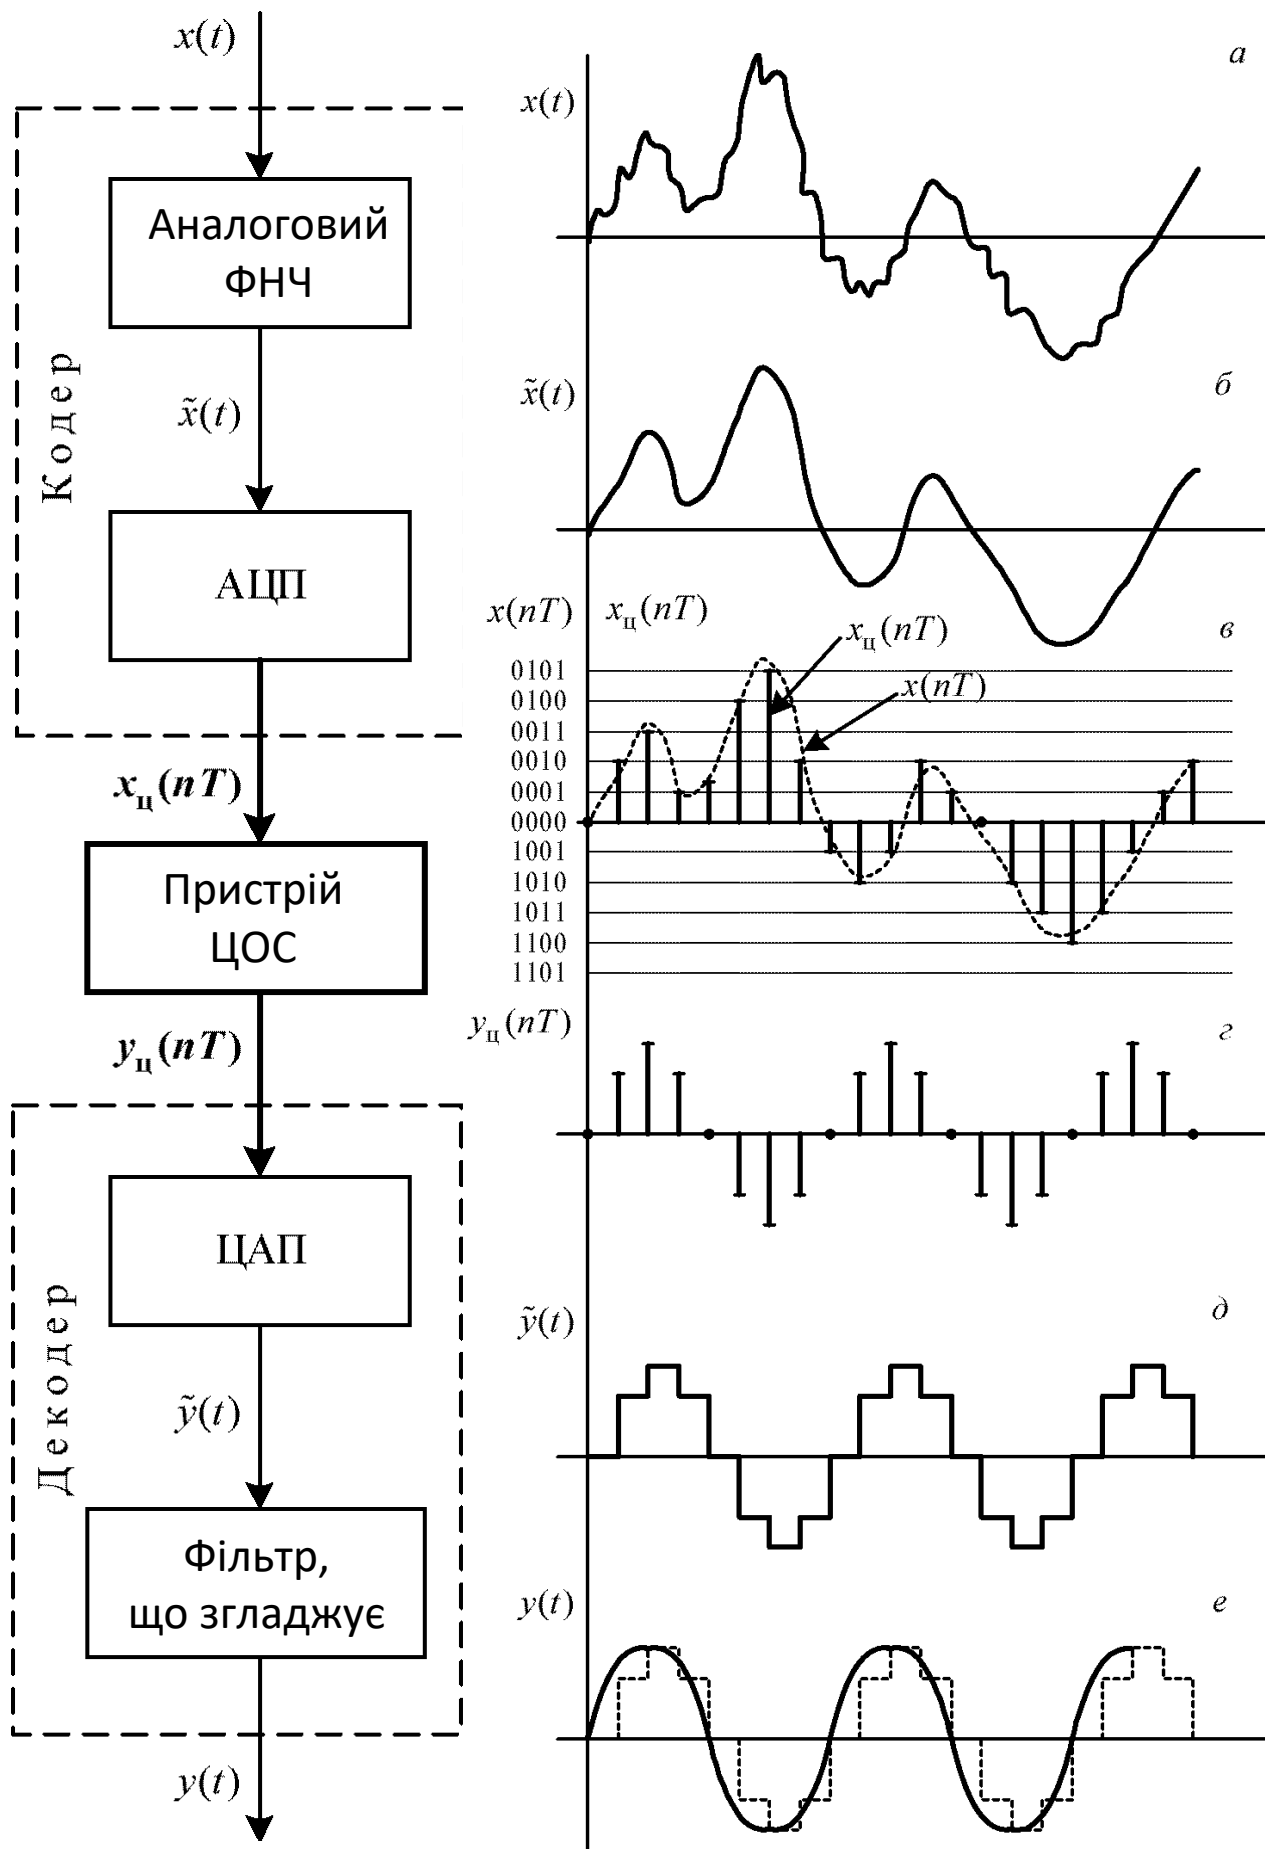 x(t)
Кодер
Аналоговий
ФНЧ
x̃(t)
АЦП
xц(nT)
Пристрій
ЦОС
yц(nT)
Декодер
ЦАП
ỹ(t)
Фільтр,
що згладжує
y(t)
а
x(t)
б
x̃(t)
в
x(nT) xц(nT)
xц(nT)
x(nT)
0101
0100
0011
0010
0001
0000
1001
1010
1011
1100
1101
г
yц(nT)
д
ỹ(t)
е
y(t)